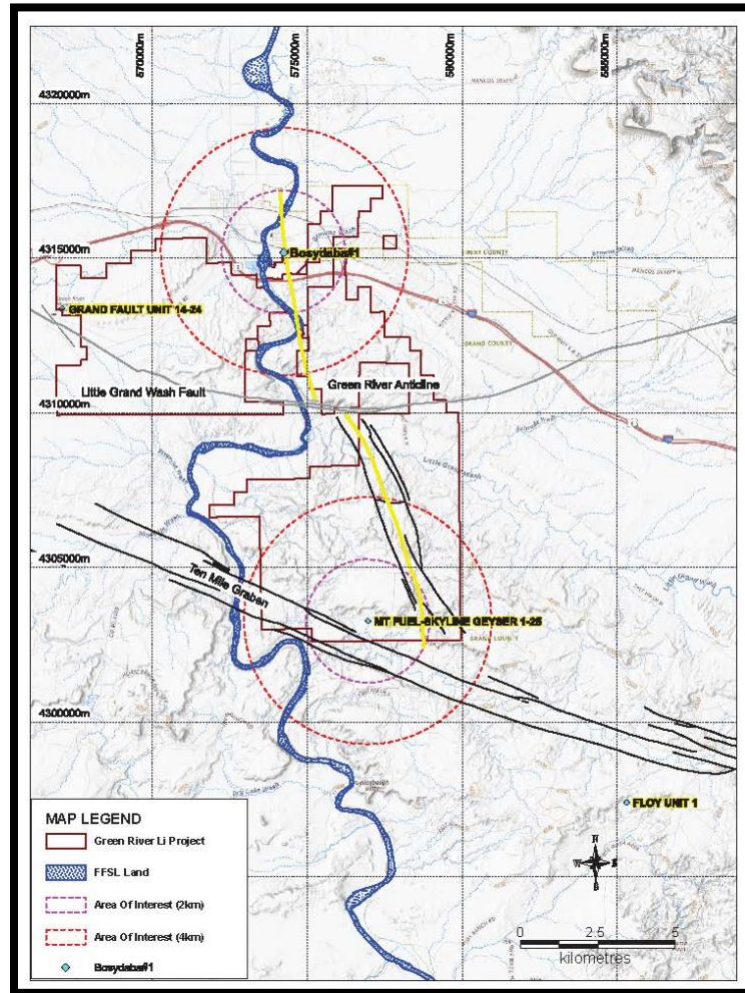 570000m
575000m
580000m
585000m
4320000m
4315000m
Bosydaba#1
GRAND FAULT UNIT 14-24
GRAND COUNTY
Little Grand Wash Fault
Green River Anticline
4310000m
4305000m
Ten Mile Graben
MT FUEL-SKYLINE GEYSER 1-25
GRAND COUNTY
4300000m
FLOY UNIT 1
MAP LEGEND
Green River Li Project
FFSL Land
Area Of Interest (2km)
Area Of Interest (4km)
Bosydaba#1
N
W E
S
0 2.5 5
kilometres